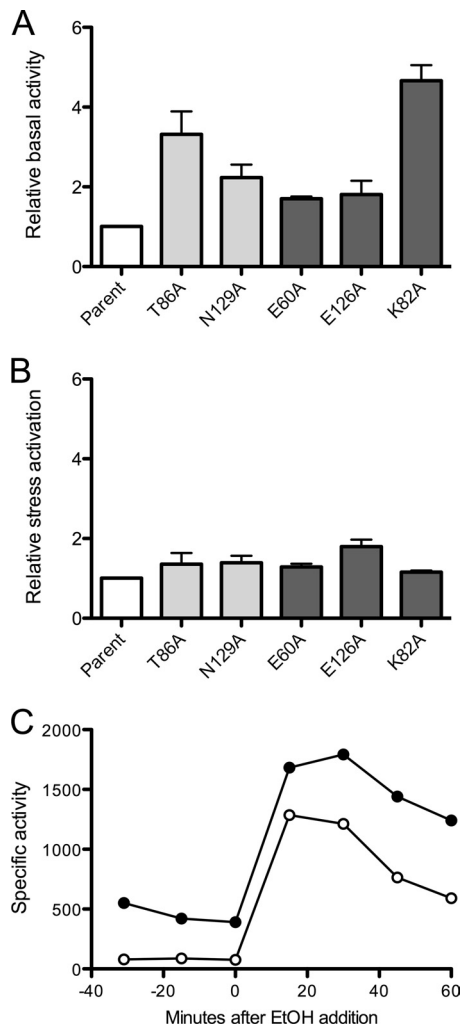 A
Relative basal activity
6
4
2
0
Parent
T86A
N129A
E60A
E126A
K82A
B
Relative stress activation
6
4
2
0
Parent
T86A
N129A
E60A
E126A
K82A
C
Specific activity
2000
1500
1000
500
0
-40 -20 0 20 40 60
Minutes after EtOH addition